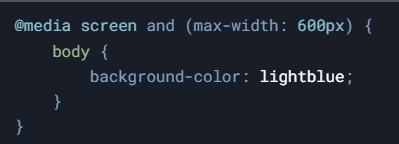 @media screen and (max-width: 600px) {
    body {
        background-color: lightblue;
    }
}